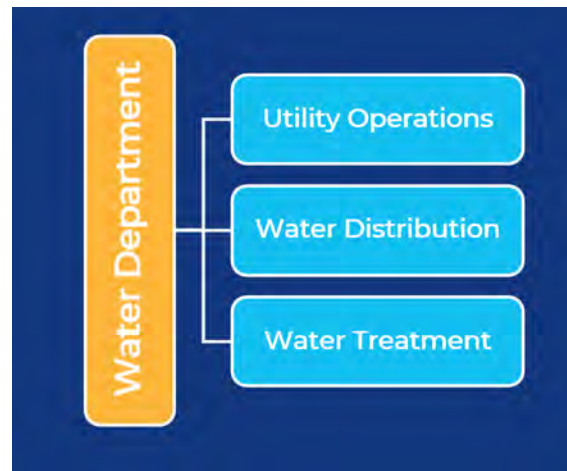 Water Department
Utility Operations
Water Distribution
Water Treatment